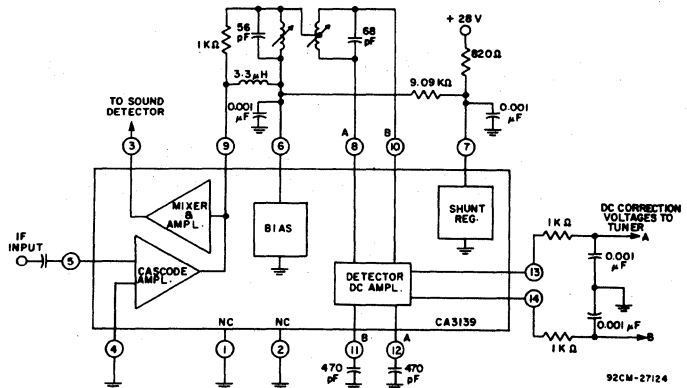 + 28 V
56
pF
68
pF
1KΩ
820Ω
3.3μH
9.09KΩ
0.001
μF
0.001
μF
TO SOUND
DETECTOR
A
B
3
9
6
8
10
7
MIXER
&
AMPL.
BIAS
SHUNT
REG.
1KΩ
DC CORRECTION
VOLTAGES TO
TUNER
A
IF
INPUT
5
CASCODE
AMPL.
DETECTOR
DC AMPL.
13
14
0.001
μF
0.001 μF
B
1KΩ
NC
NC
B
A
CA3139
4
1
2
11
12
470
pF
470
pF
92CM-27124